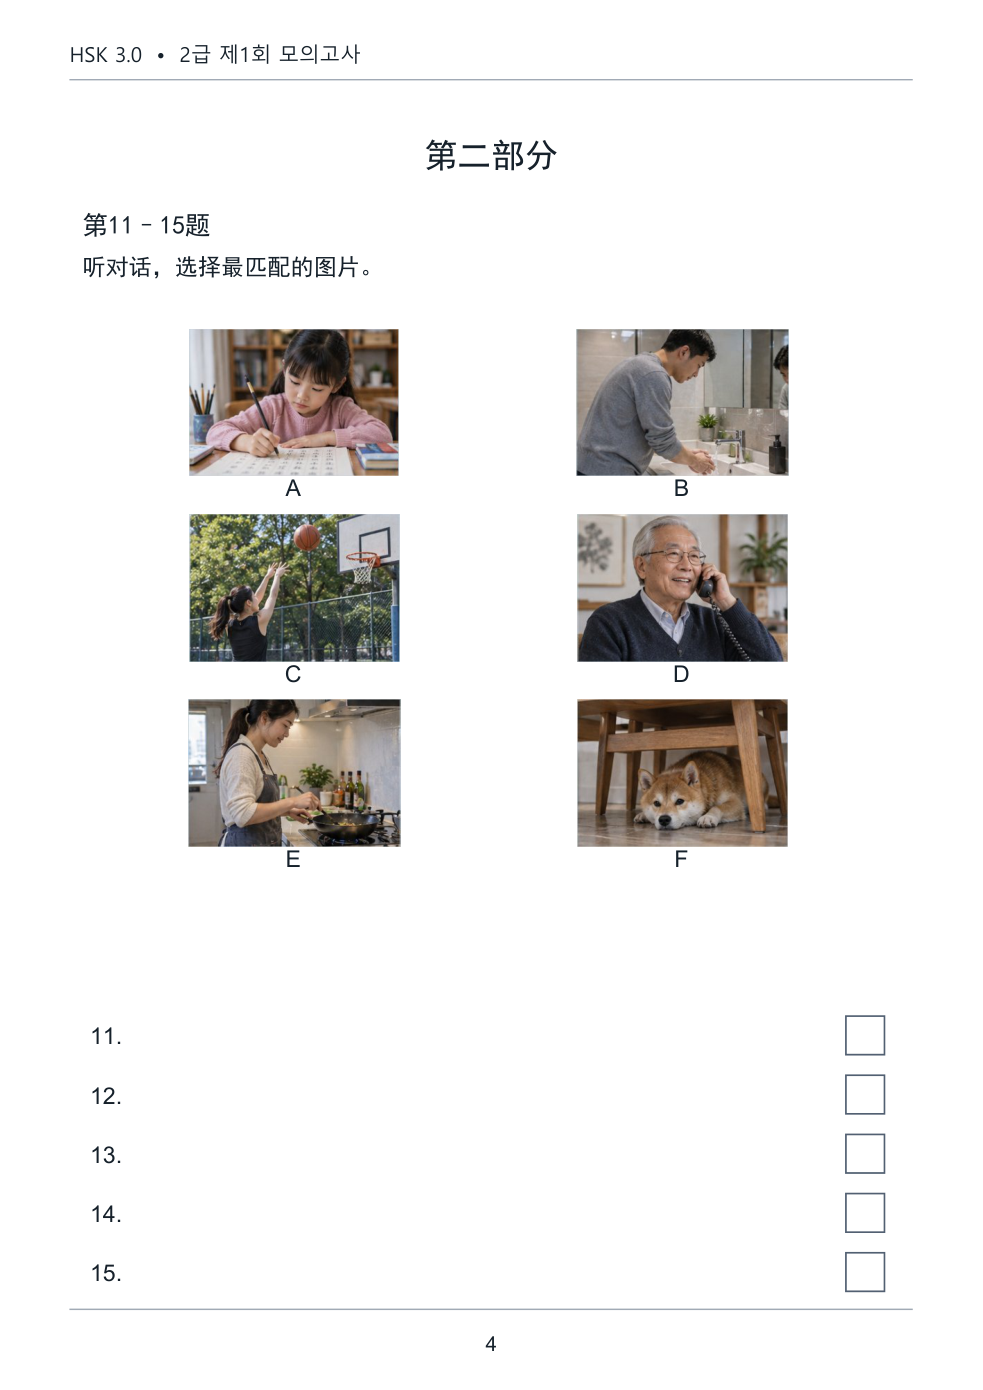 HSK 3.0 • 2급 제1회 모의고사
第二部分
第11－15题
听对话，选择最匹配的图片。
A
B
C
D
E
F
11.
12.
13.
14.
15.
4